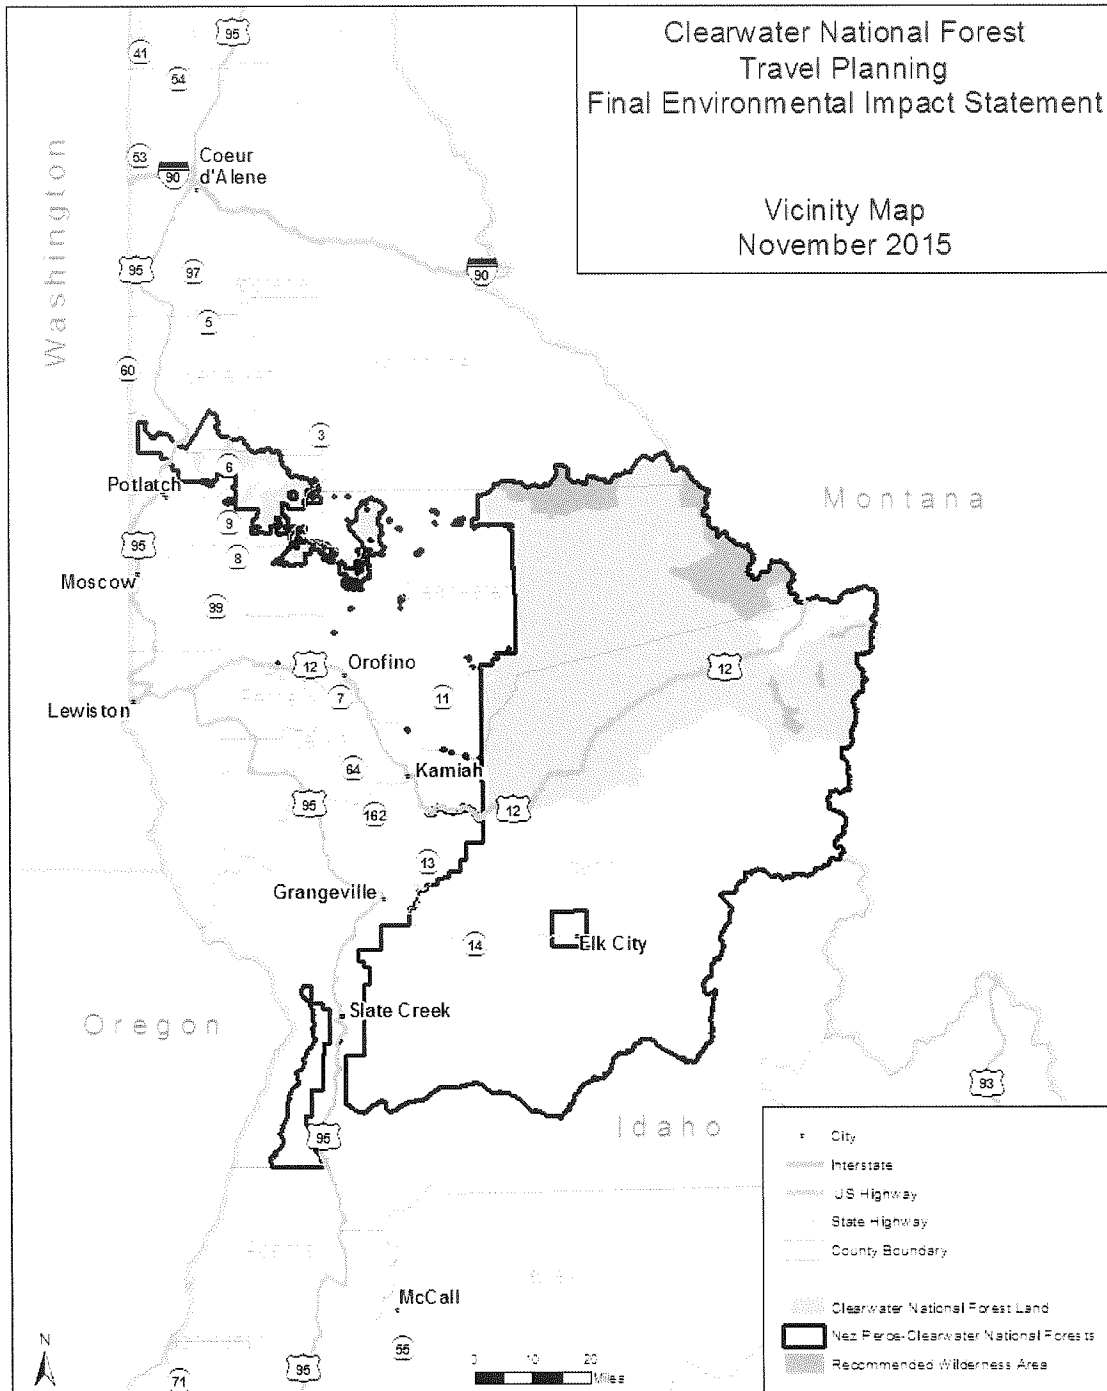 Clearwater National Forest
Travel Planning
Final Environmental Impact Statement
Vicinity Map
November 2015
95
41
54
53
90
Coeur
d'Alene
Washington
95
97
90
5
60
3
6
Potlatch
Montana
9
95
8
Moscow
99
12
Orofino
12
7
11
Lewiston
64
Kamiah
95
162
12
13
Grangeville
14
Elk City
Slate Creek
Oregon
93
95
Idaho
McCall
55
95
71
N
0 10 20
Miles
City
Interstate
US Highway
State Highway
County Boundary
Clearwater National Forest Land
Nez Perce-Clearwater National Forests
Recommended Wilderness Area